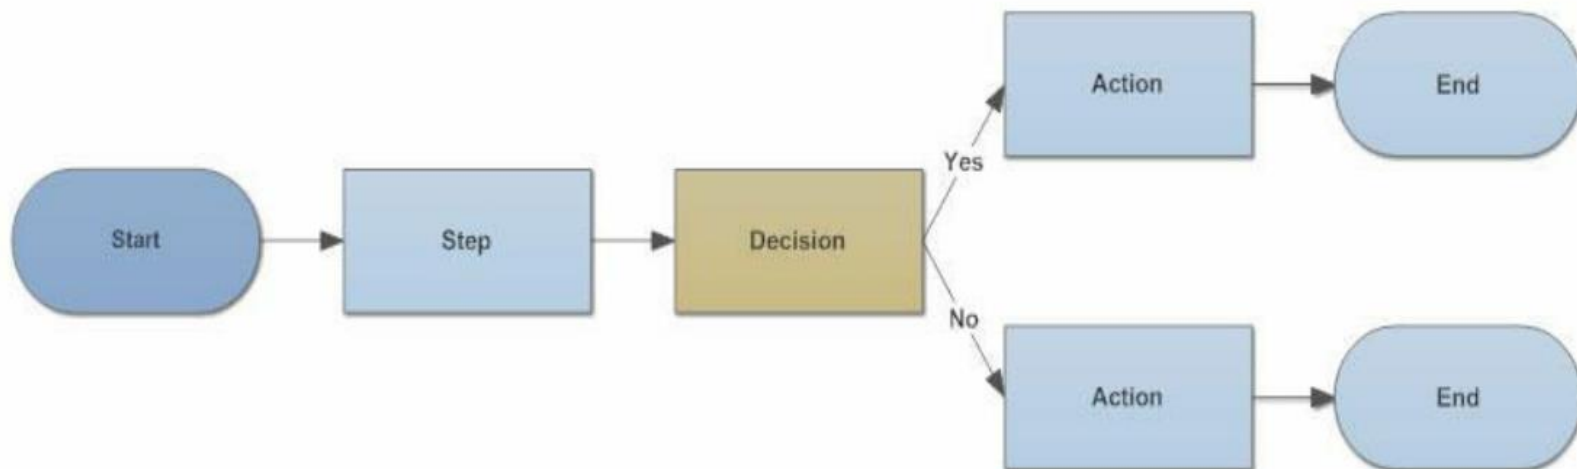 Start
Step
Decision
Yes
Action
End
No
Action
End